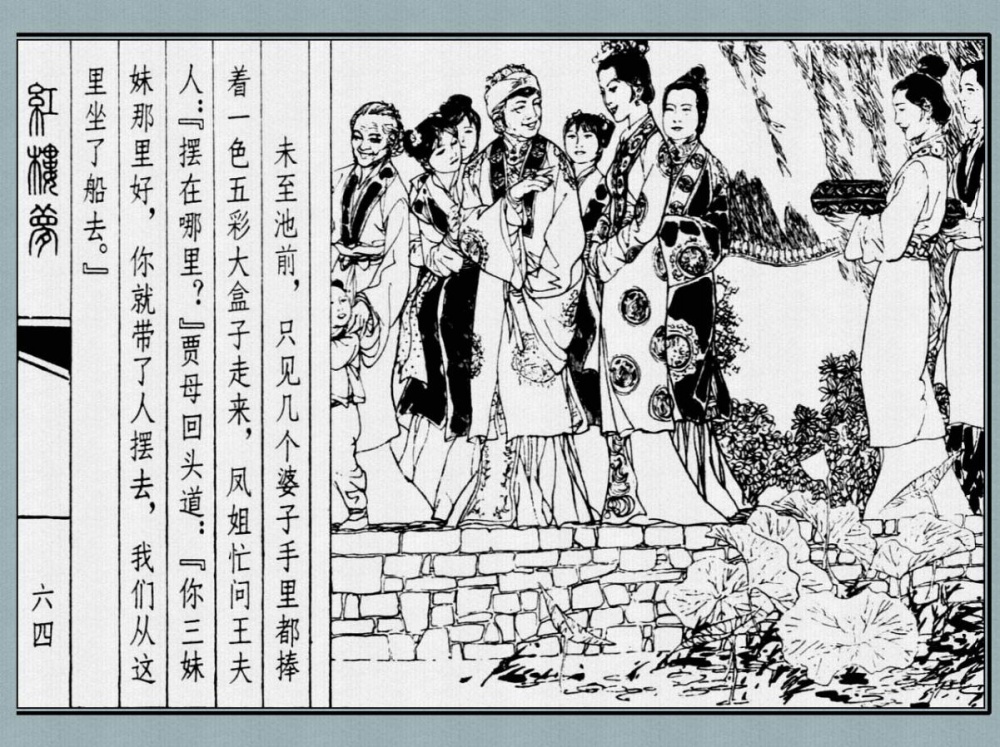 未至池前，只见几个婆子手里都捧
着一色五彩大盒子走来，凤姐忙问王夫
人：『摆在哪里？』贾母回头道：『你三妹
妹那里好，你就带了人摆去，我们从这
里坐了船去。』
紅樓夢
六四